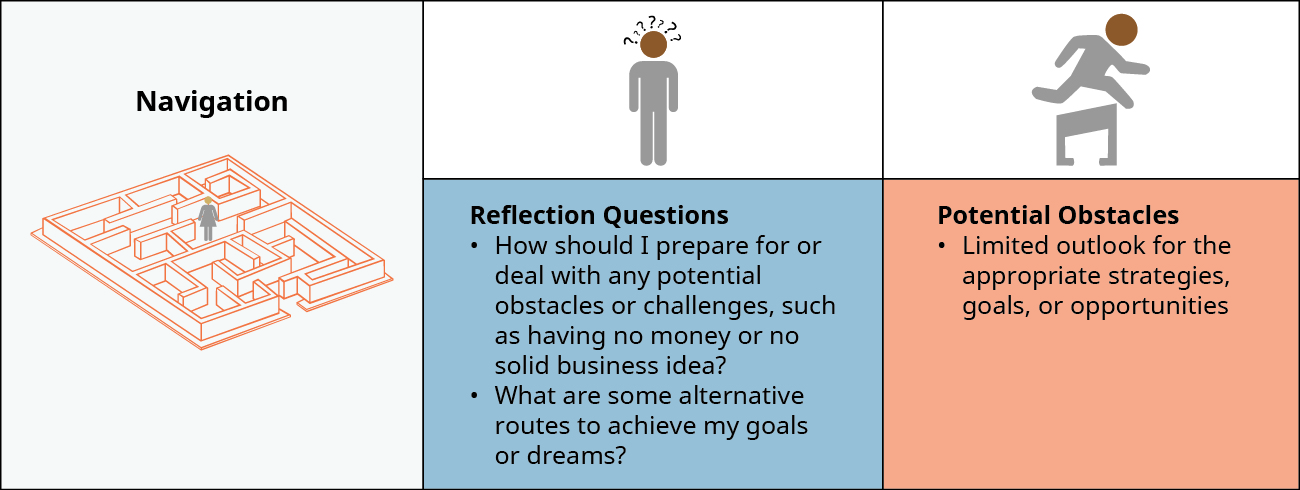 Navigation
? ? ? ? ? ? ?
Reflection Questions
• How should I prepare for or
deal with any potential
obstacles or challenges, such
as having no money or no
solid business idea?
• What are some alternative
routes to achieve my goals
or dreams?
Potential Obstacles
• Limited outlook for the
appropriate strategies,
goals, or opportunities